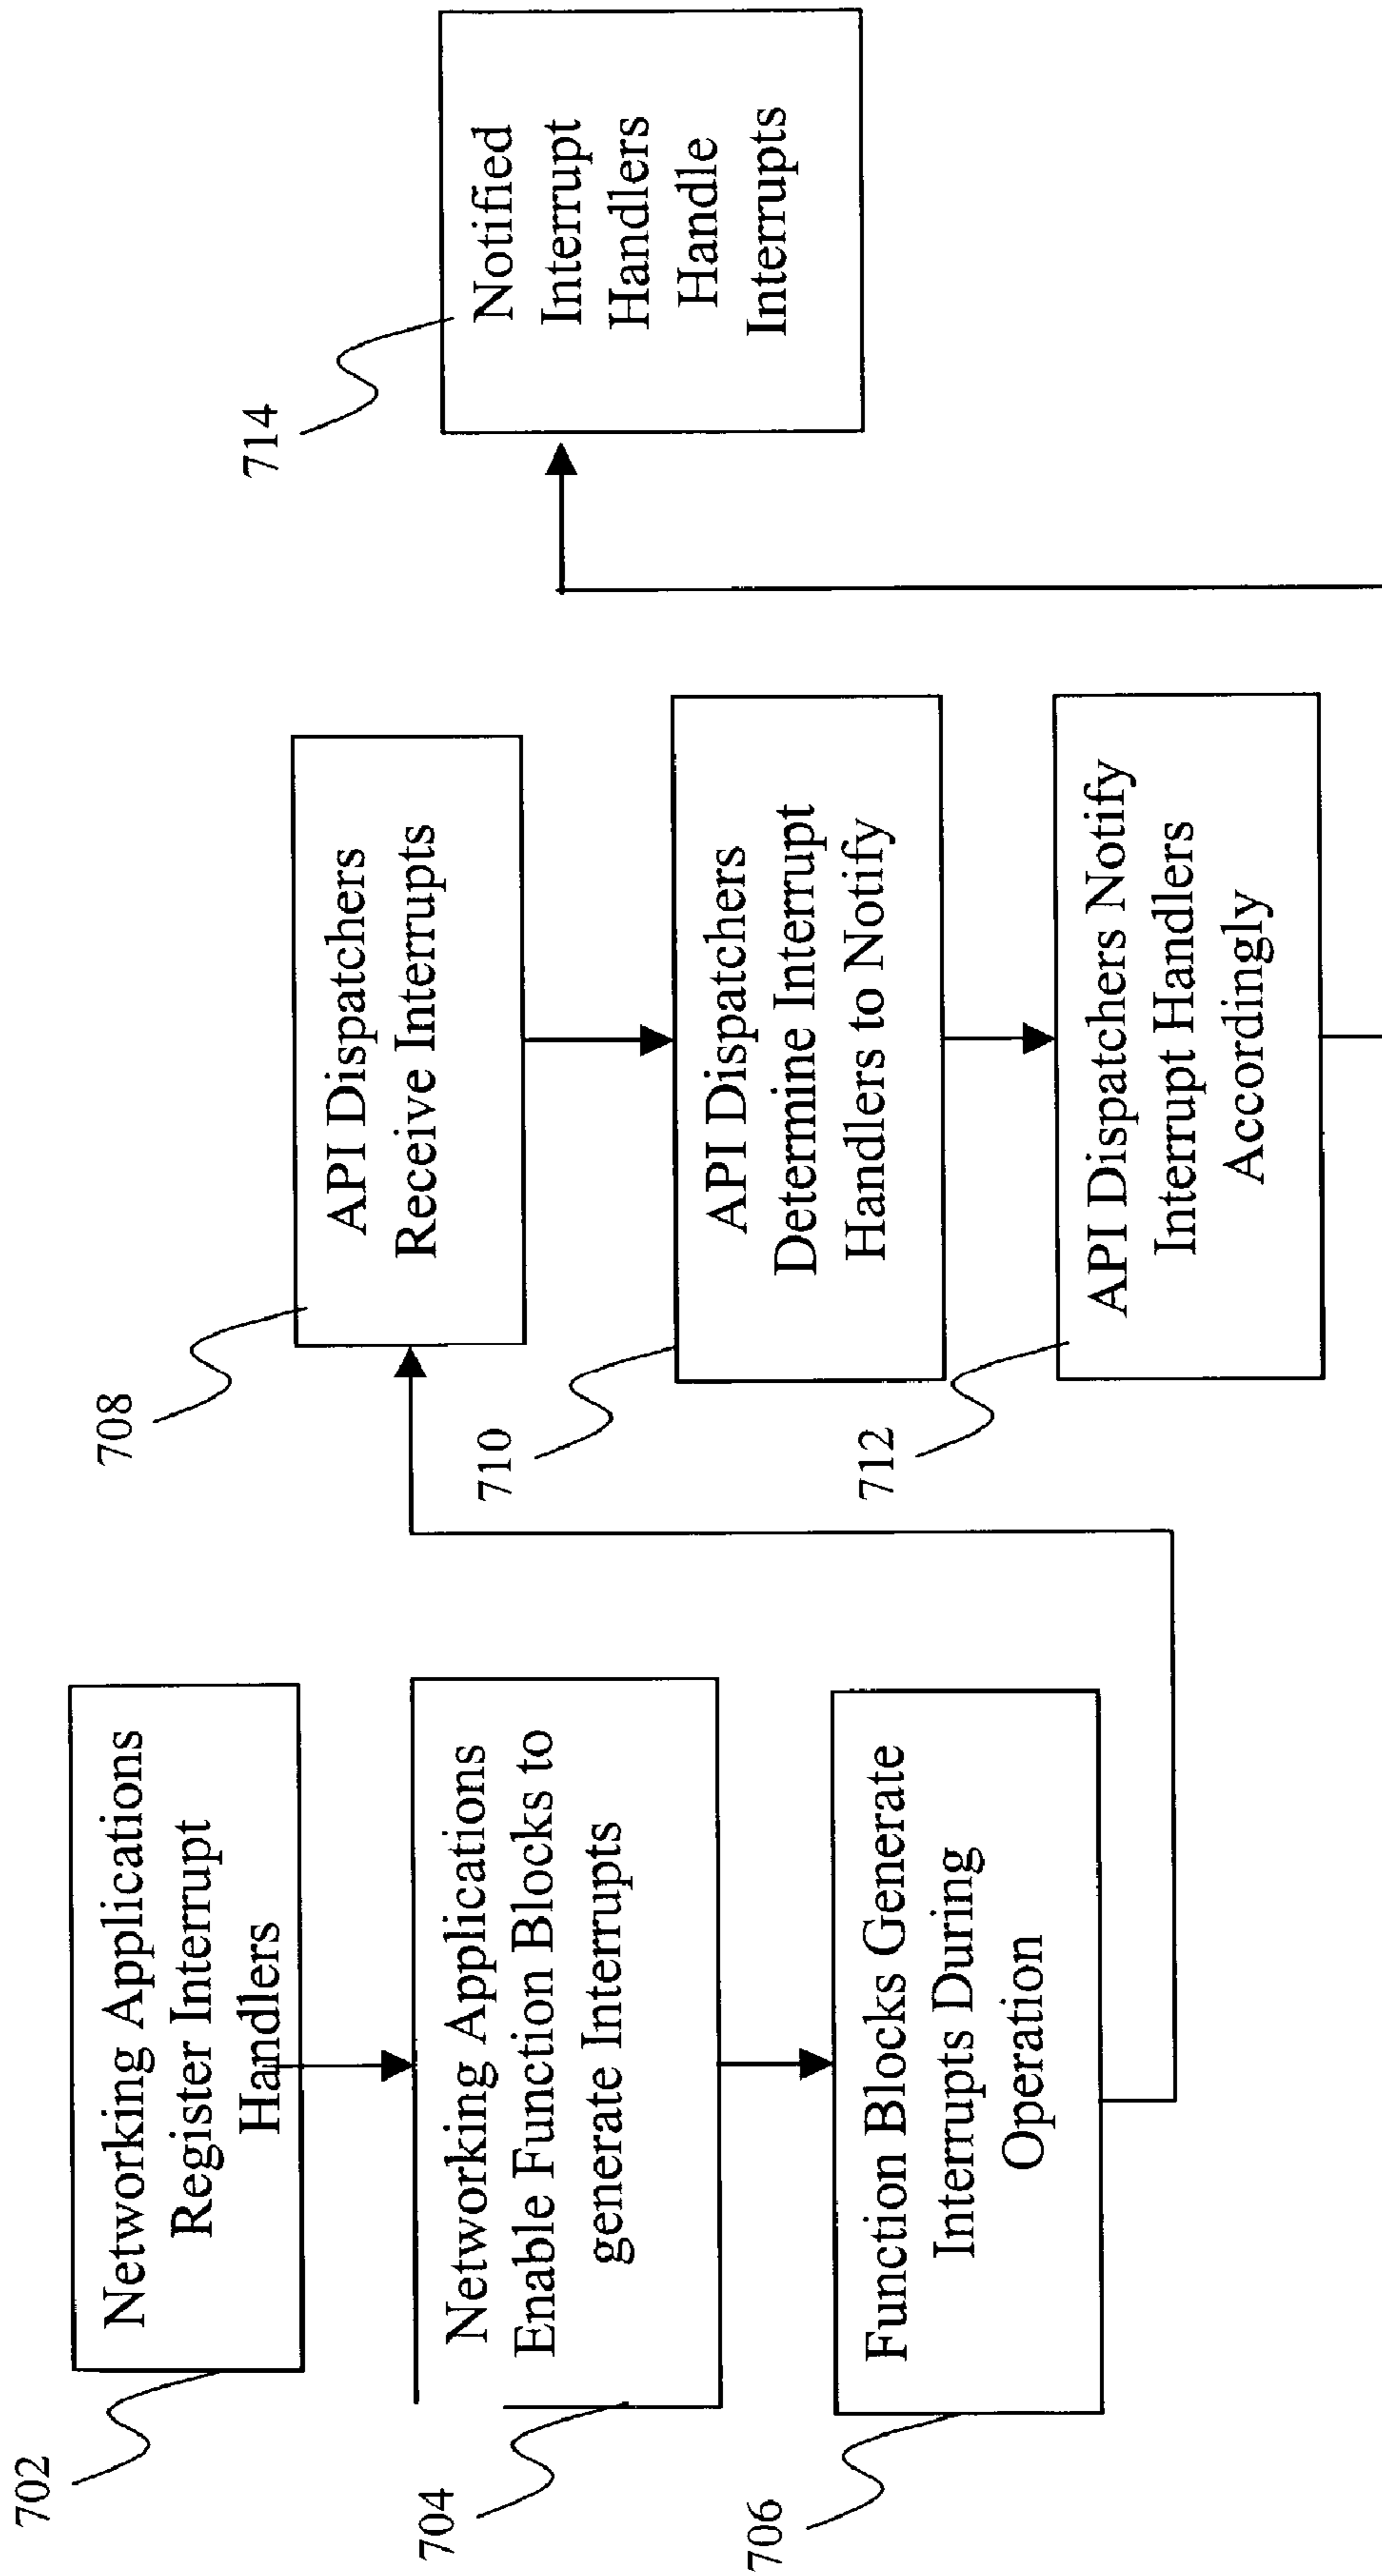 702
Networking Applications
Register Interrupt
Handlers
704
Networking Applications
Enable Function Blocks to
generate Interrupts
706
Function Blocks Generate
Interrupts During
Operation
708
API Dispatchers
Receive Interrupts
710
API Dispatchers
Determine Interrupt
Handlers to Notify
712
API Dispatchers Notify
Interrupt Handlers
Accordingly
714
Notified
Interrupt
Handlers
Handle
Interrupts